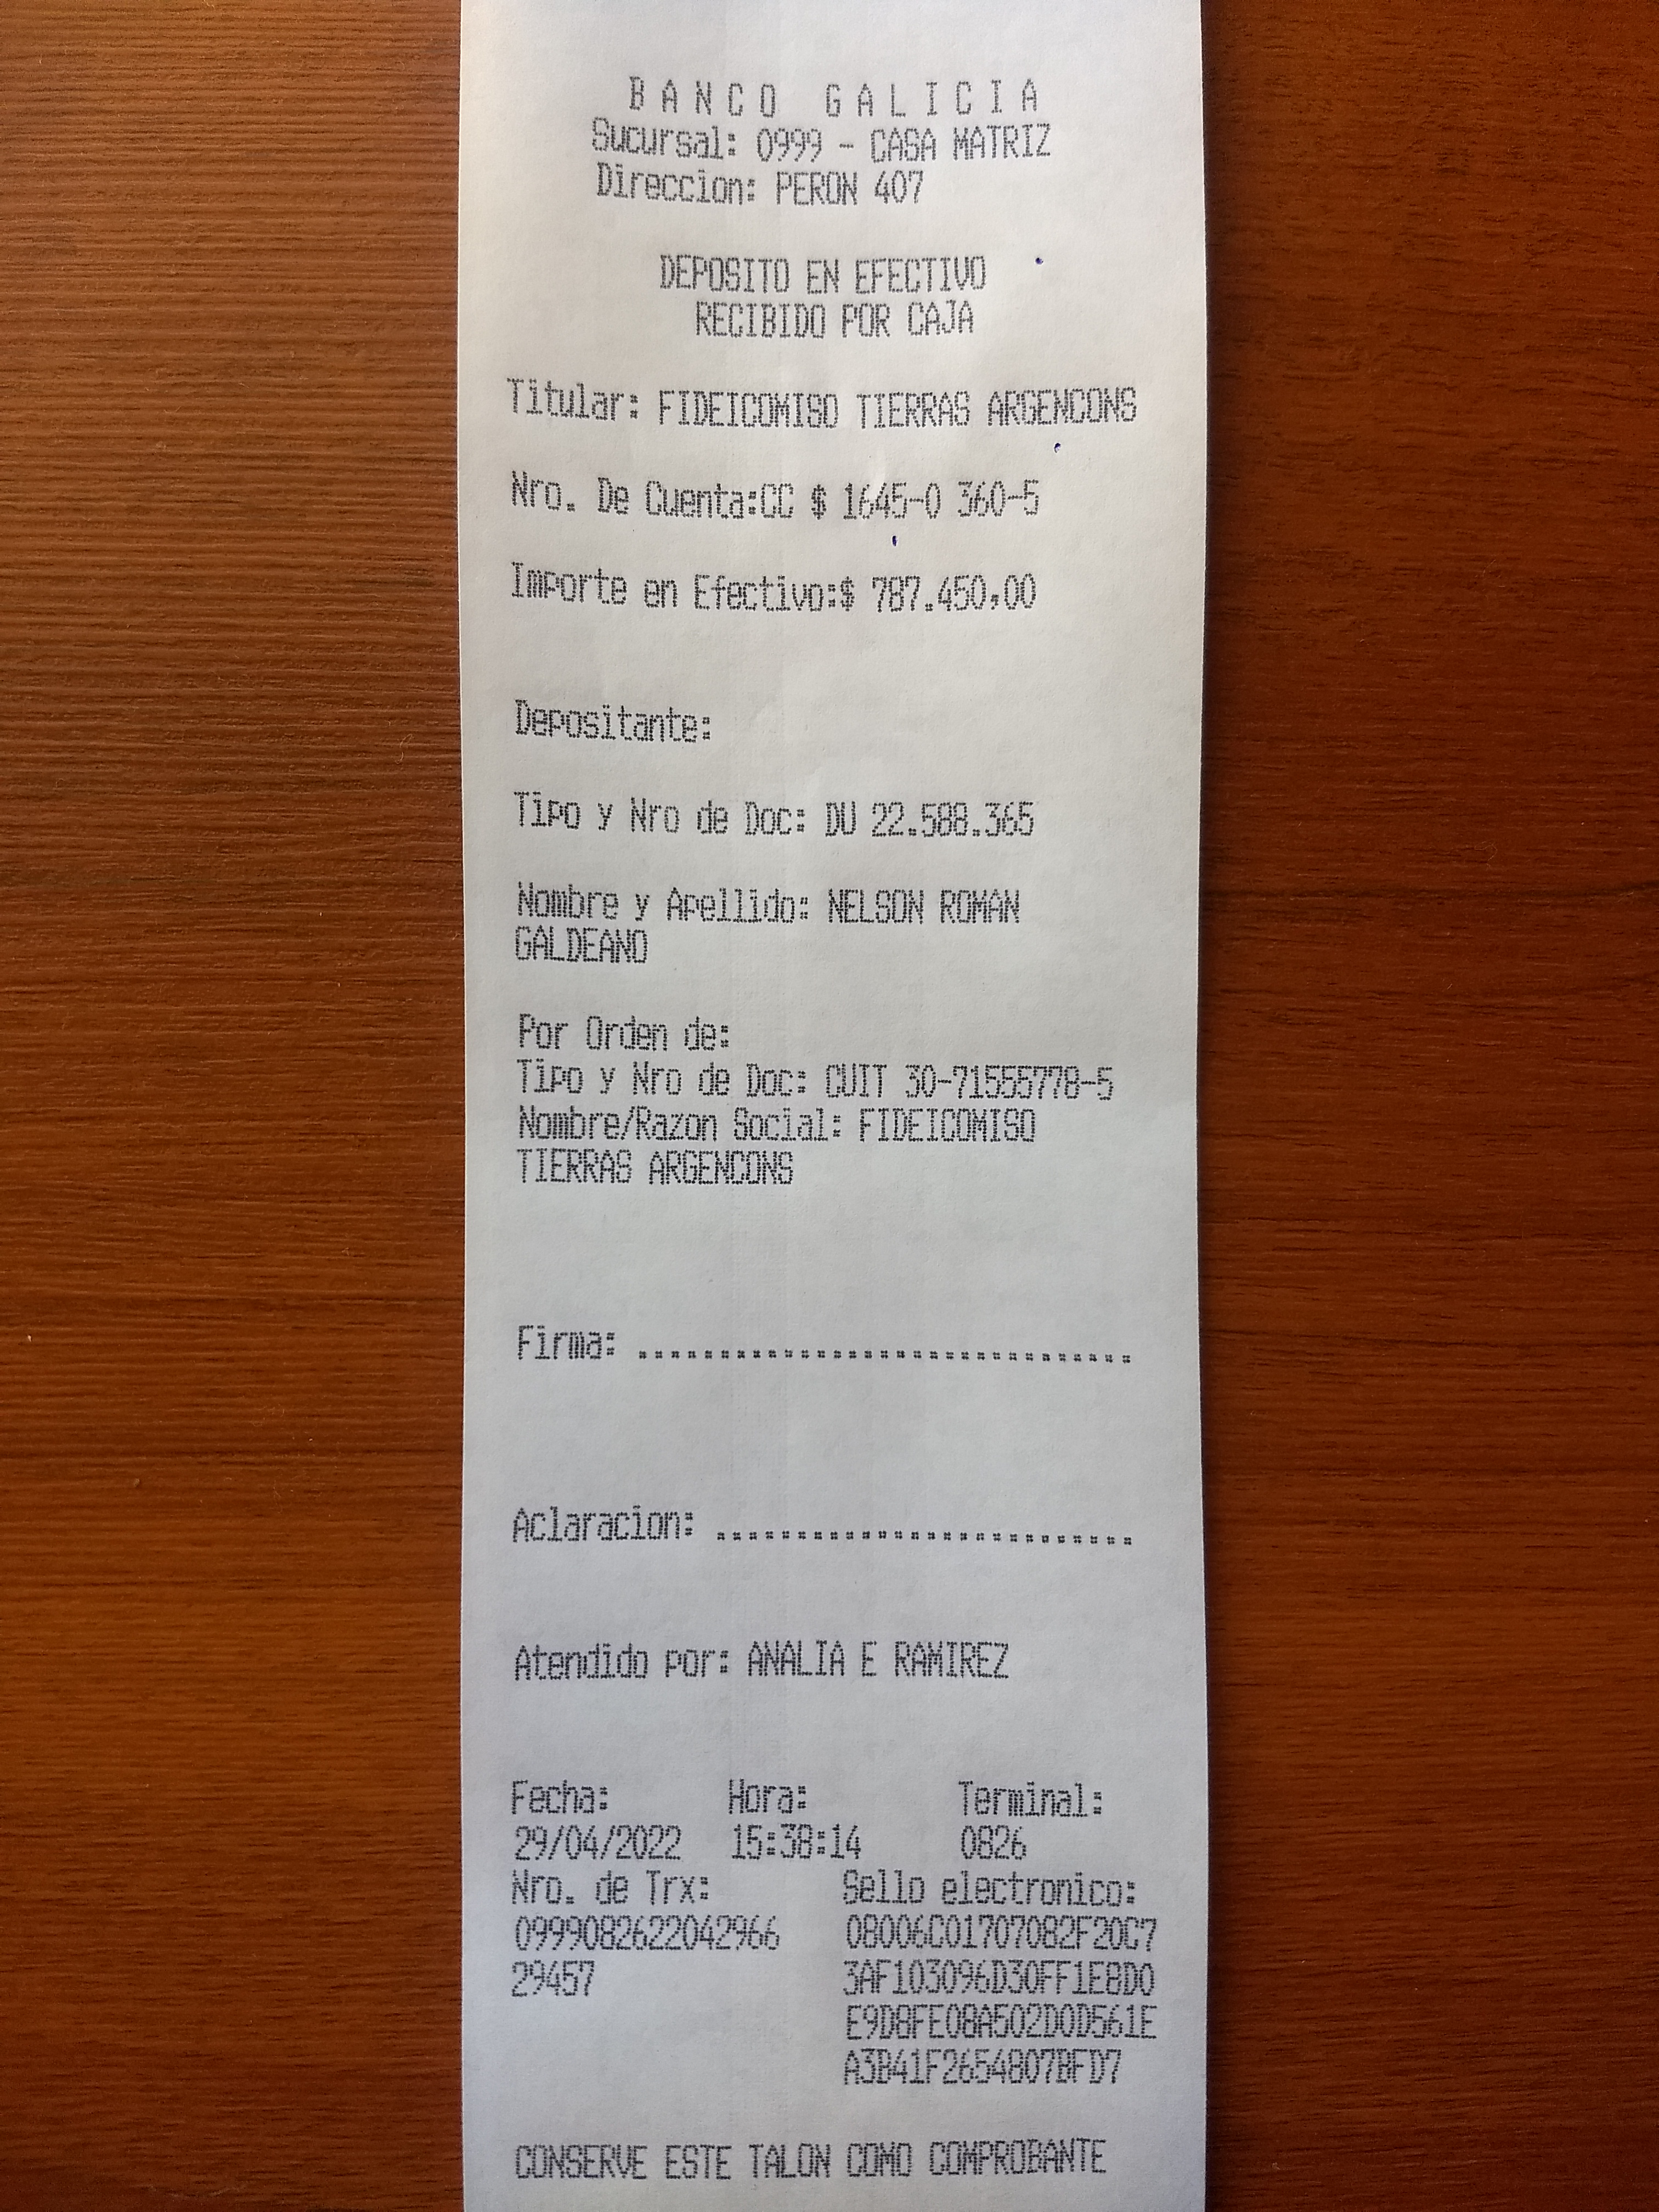 BANCO GALICIA
Sucursal: 0999 - CASA MATRIZ
Direccion: PERON 407
DEPOSITO EN EFECTIVO
RECIBIDO POR CAJA
Titular: FIDEICOMISO TIERRAS ARGENCONS
Nro. De Cuenta:CC $ 1645-0 360-5
Importe en Efectivo:$ 787.450,00
Depositante:
Tipo y Nro de Doc: DU 22.588.365
Nombre y Apellido: NELSON ROMAN
GALDEANO
Por Orden de:
Tipo y Nro de Doc: CUIT 30-71555778-5
Nombre/Razon Social: FIDEICOMISO
TIERRAS ARGENCONS
Firma: ...............................
Aclaracion: ..........................
Atendido por: ANALIA E RAMIREZ
Fecha: Hora: Terminal:
29/04/2022 15:38:14 0826
Nro. de Trx: Sello electronico:
0999082622042966 08006C01707082F20C7
29457 3AF103096D30FF1E8D0
E9D8FE08A502D0D561E
A3B41F2654807BFD7
CONSERVE ESTE TALON COMO COMPROBANTE